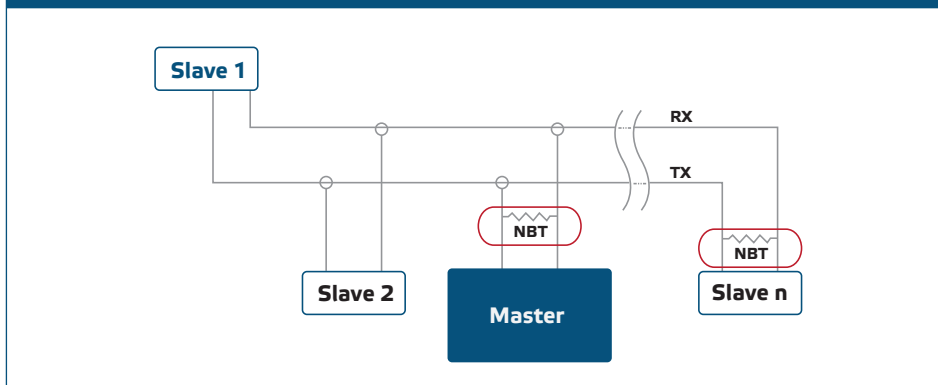 Slave 1
RX
TX
NBT
NBT
Slave 2
Master
Slave n